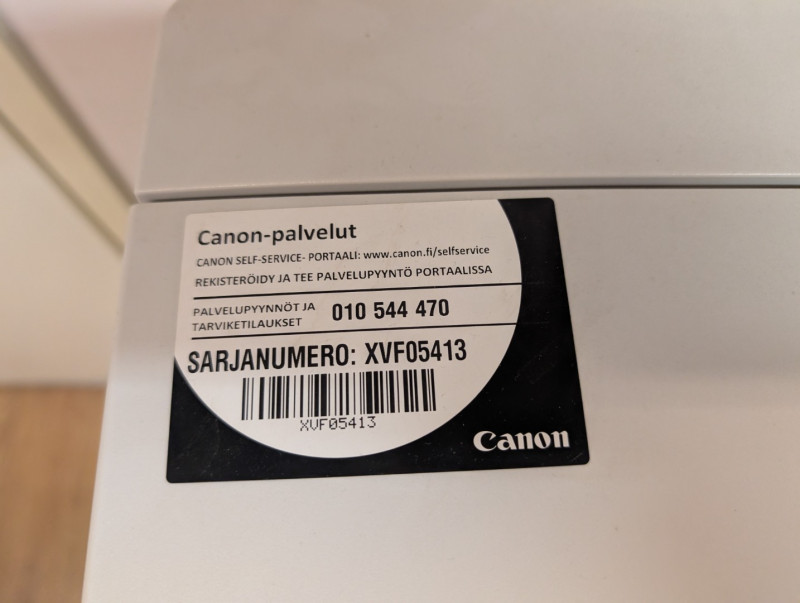 Canon-palvelut
CANON SELF-SERVICE- PORTAALI: www.canon.fi/selfservice
REKISTERÖIDY JA TEE PALVELUPYYNTÖ PORTAALISSA
PALVELUPYYNNÖT JA
TARVIKETILAUKSET
010 544 470
SARJANUMERO: XVF05413
XVF05413
Canon